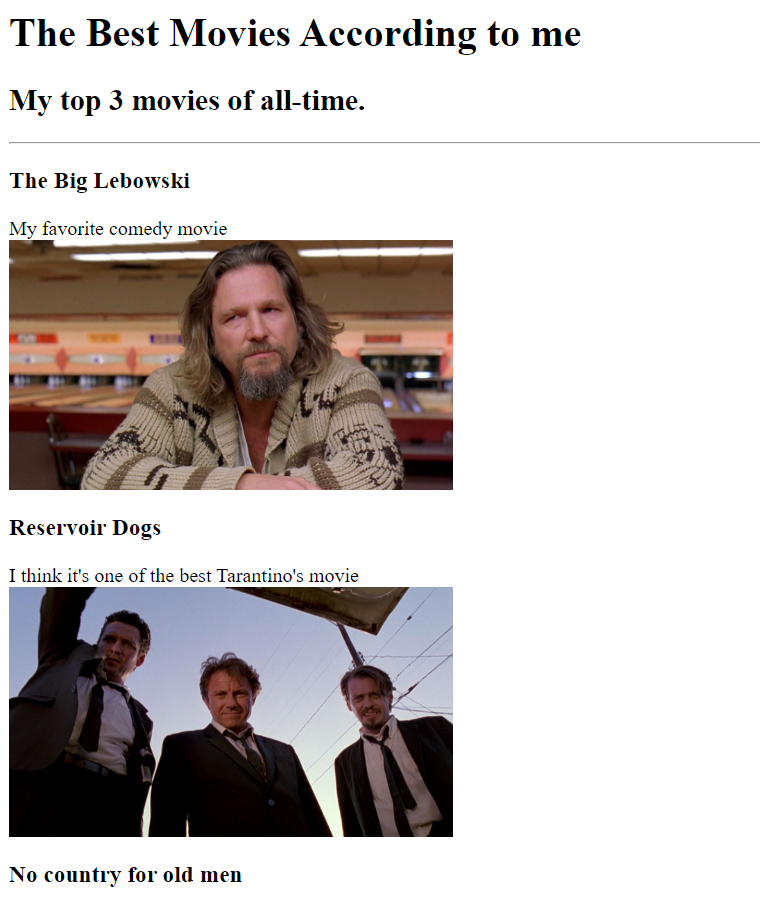 The Best Movies According to me
My top 3 movies of all-time.
The Big Lebowski
My favorite comedy movie
Reservoir Dogs
I think it's one of the best Tarantino's movie
No country for old men